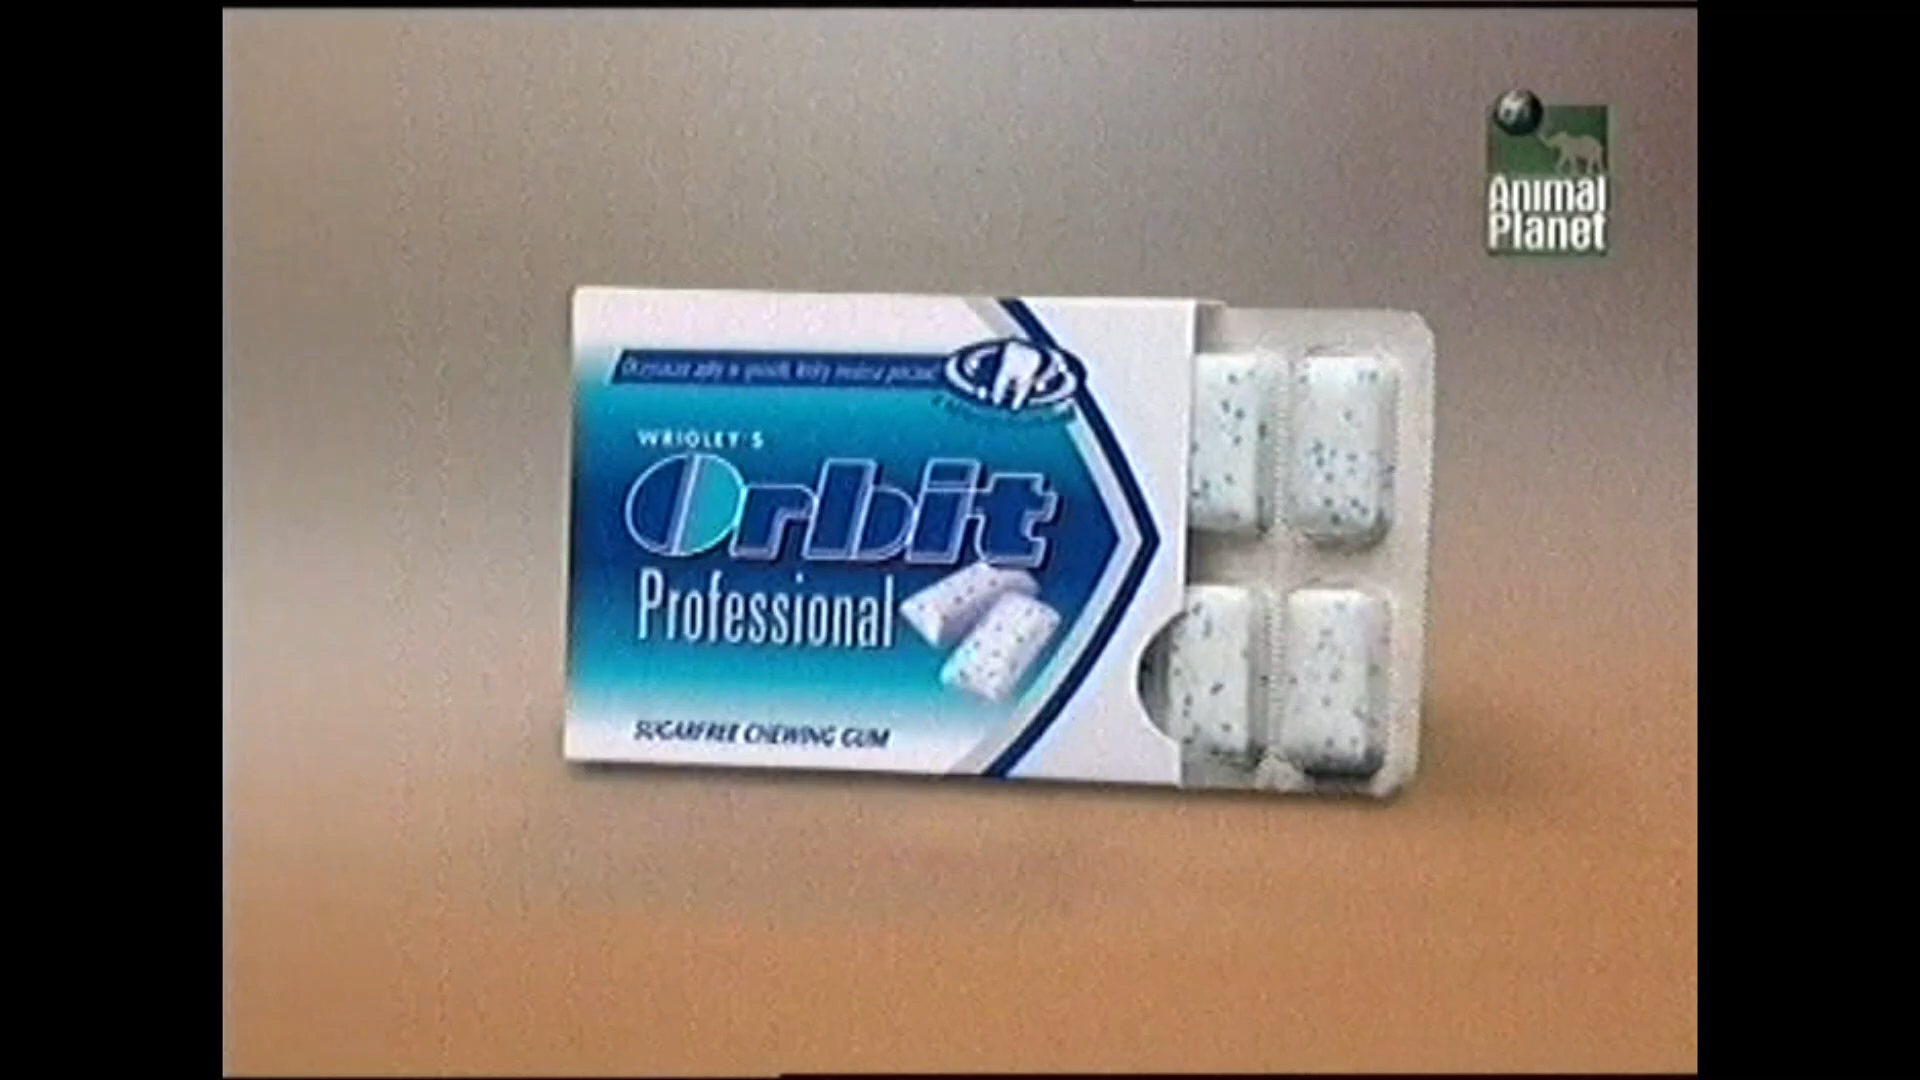 Animal
Planet
WRIGLEY'S
Orbit
Professional
SUGARFREE CHEWING GUM